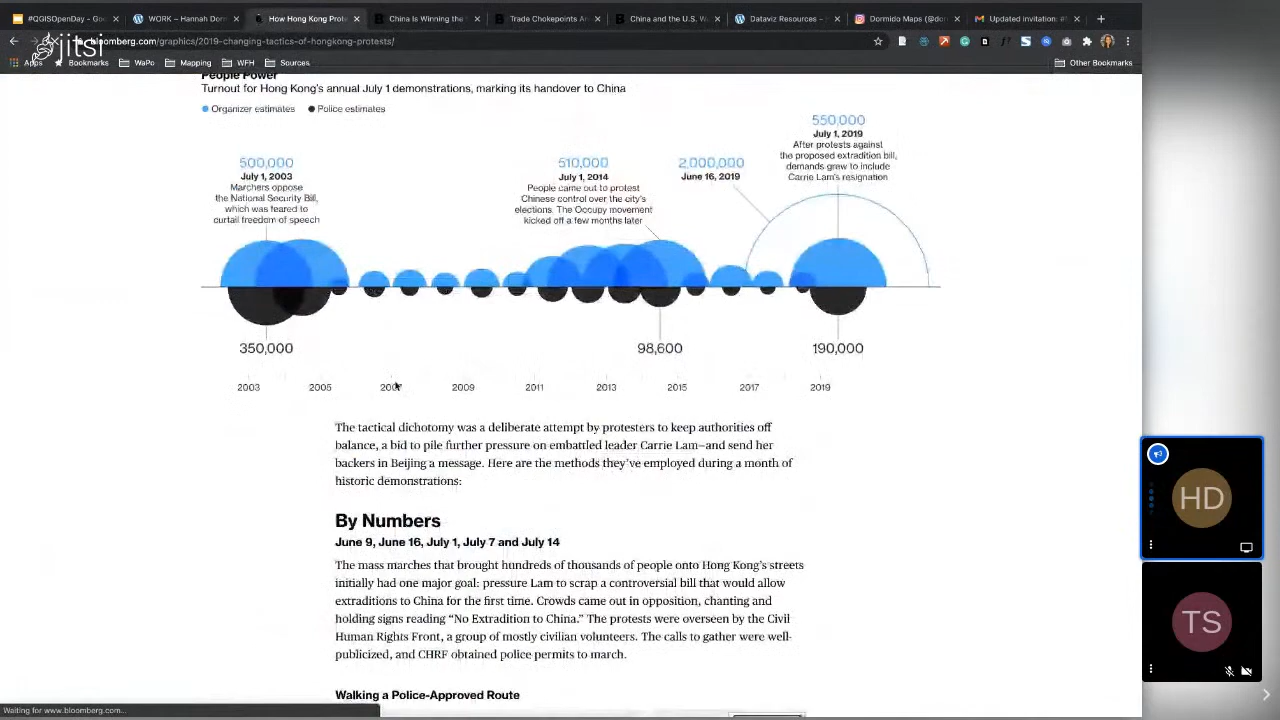 #QGISOpenDay - Goo
WORK – Hannah Dorm
How Hong Kong Prote
China Is Winning the
Trade Chokepoints An
China and the U.S. Wa
Dataviz Resources –
Dormido Maps (@dor
Updated invitation:
jitsi
bloomberg.com/graphics/2019-changing-tactics-of-hongkong-protests/
Apps
Bookmarks
WaPo
Mapping
WFH
Sources
Other Bookmarks
People Power
Turnout for Hong Kong's annual July 1 demonstrations, marking its handover to China
Organizer estimates
Police estimates
500,000
July 1, 2003
Marchers oppose
the National Security Bill,
which was feared to
curtail freedom of speech
510,000
July 1, 2014
People came out to protest
Chinese control over the city's
elections. The Occupy movement
kicked off a few months later
2,000,000
June 16, 2019
550,000
July 1, 2019
After protests against
the proposed extradition bill,
demands grew to include
Carrie Lam's resignation
350,000
98,600
190,000
2003
2005
2009
2011
2013
2015
2017
2019
The tactical dichotomy was a deliberate attempt by protesters to keep authorities off
balance, a bid to pile further pressure on embattled leader Carrie Lam—and send her
backers in Beijing a message. Here are the methods they've employed during a month of
historic demonstrations:
By Numbers
June 9, June 16, July 1, July 7 and July 14
The mass marches that brought hundreds of thousands of people onto Hong Kong's streets
initially had one major goal: pressure Lam to scrap a controversial bill that would allow
extraditions to China for the first time. Crowds came out in opposition, chanting and
holding signs reading “No Extradition to China.” The protests were overseen by the Civil
Human Rights Front, a group of mostly civilian volunteers. The calls to gather were well-
publicized, and CHRF obtained police permits to march.
Walking a Police-Approved Route
Waiting for www.bloomberg.com...
HD
TS